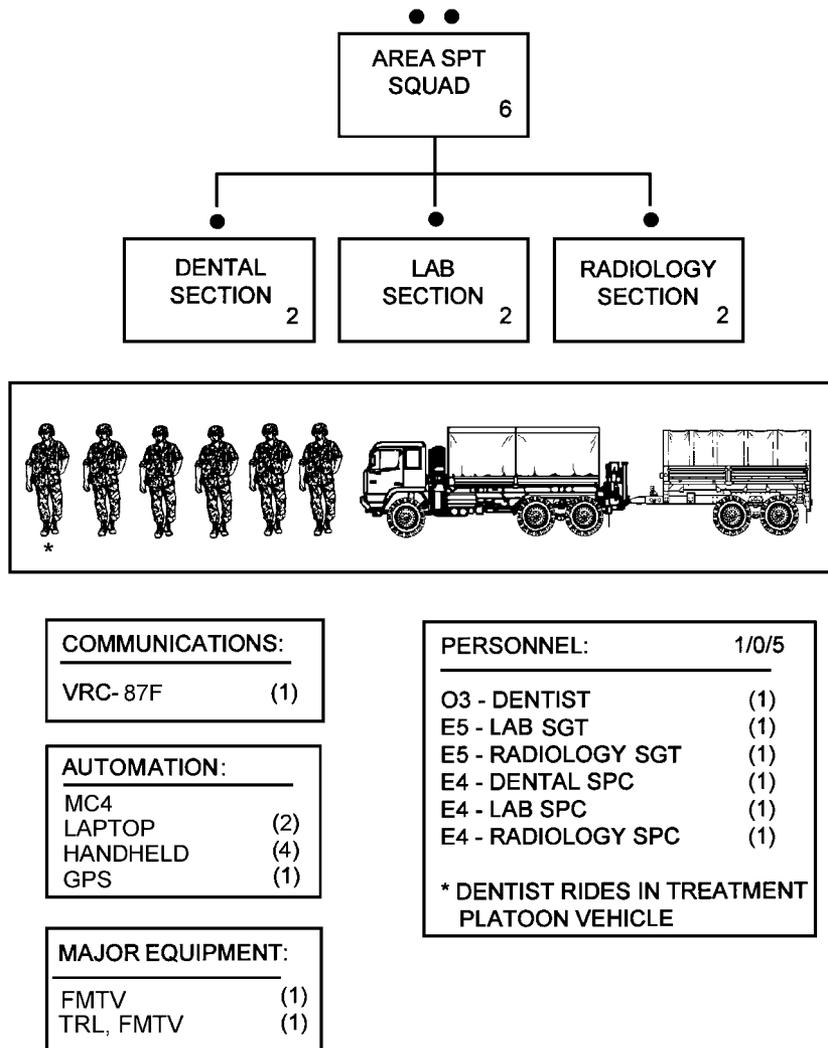 AREA SPT
SQUAD
6
DENTAL
SECTION
2
LAB
SECTION
2
RADIOLOGY
SECTION
2
*
COMMUNICATIONS:
VRC- 87F (1)
AUTOMATION:
MC4
LAPTOP (2)
HANDHELD (4)
GPS (1)
MAJOR EQUIPMENT:
FMTV (1)
TRL, FMTV (1)
PERSONNEL: 1/0/5
O3 - DENTIST (1)
E5 - LAB SGT (1)
E5 - RADIOLOGY SGT (1)
E4 - DENTAL SPC (1)
E4 - LAB SPC (1)
E4 - RADIOLOGY SPC (1)
* DENTIST RIDES IN TREATMENT
PLATOON VEHICLE